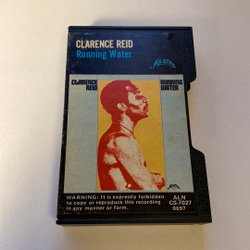 CLARENCE REID
Running Water
Alston
CLARENCE REID
RUNNING WATER
WARNING: It is expressly forbidden
to copy or reproduce this recording
in any manner or form.
ALN
CS-7027
0697